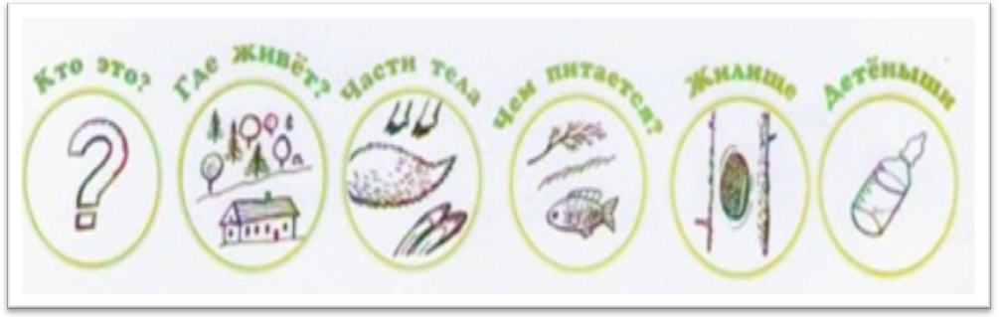 Кто это?
Где живёт?
Части тела
Чем питается?
Жилище
Детёныши